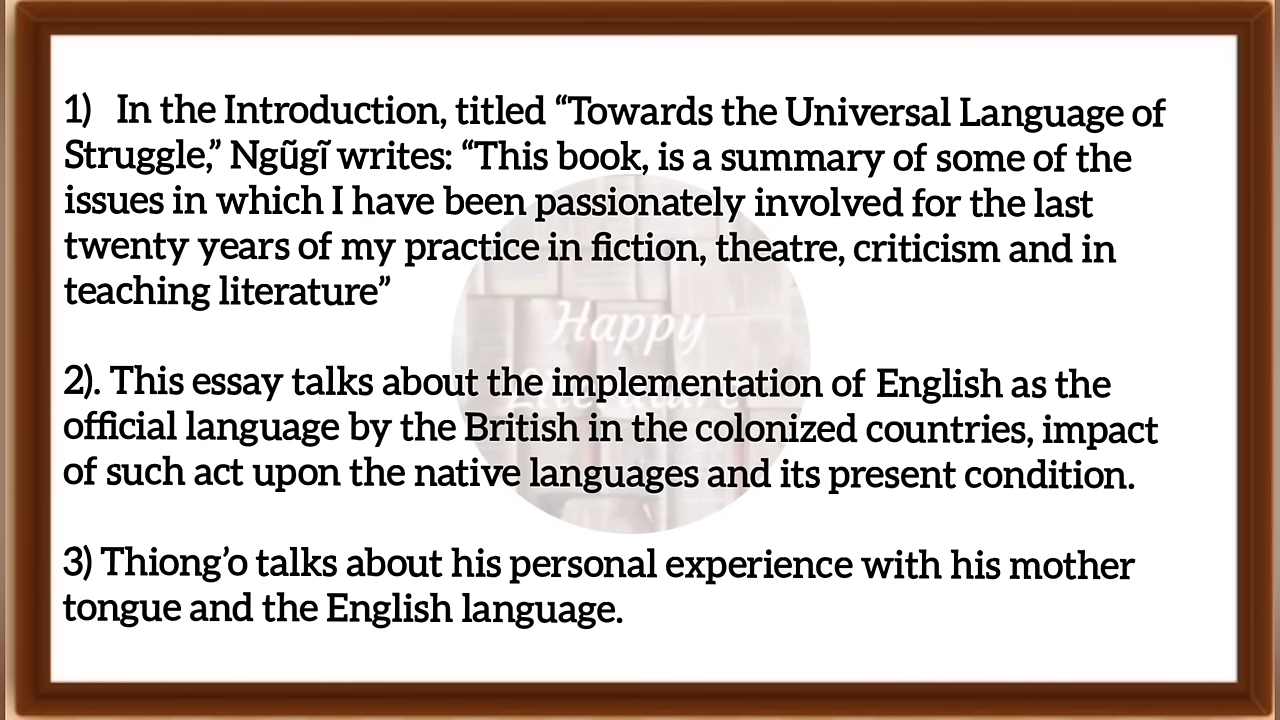 1) In the Introduction, titled “Towards the Universal Language of
Struggle,” Ngũgĩ writes: “This book, is a summary of some of the
issues in which I have been passionately involved for the last
twenty years of my practice in fiction, theatre, criticism and in
teaching literature”
Happy
2). This essay talks about the implementation of English as the
Literature
official language by the British in the colonized countries, impact
of such act upon the native languages and its present condition.
3) Thiong’o talks about his personal experience with his mother
tongue and the English language.